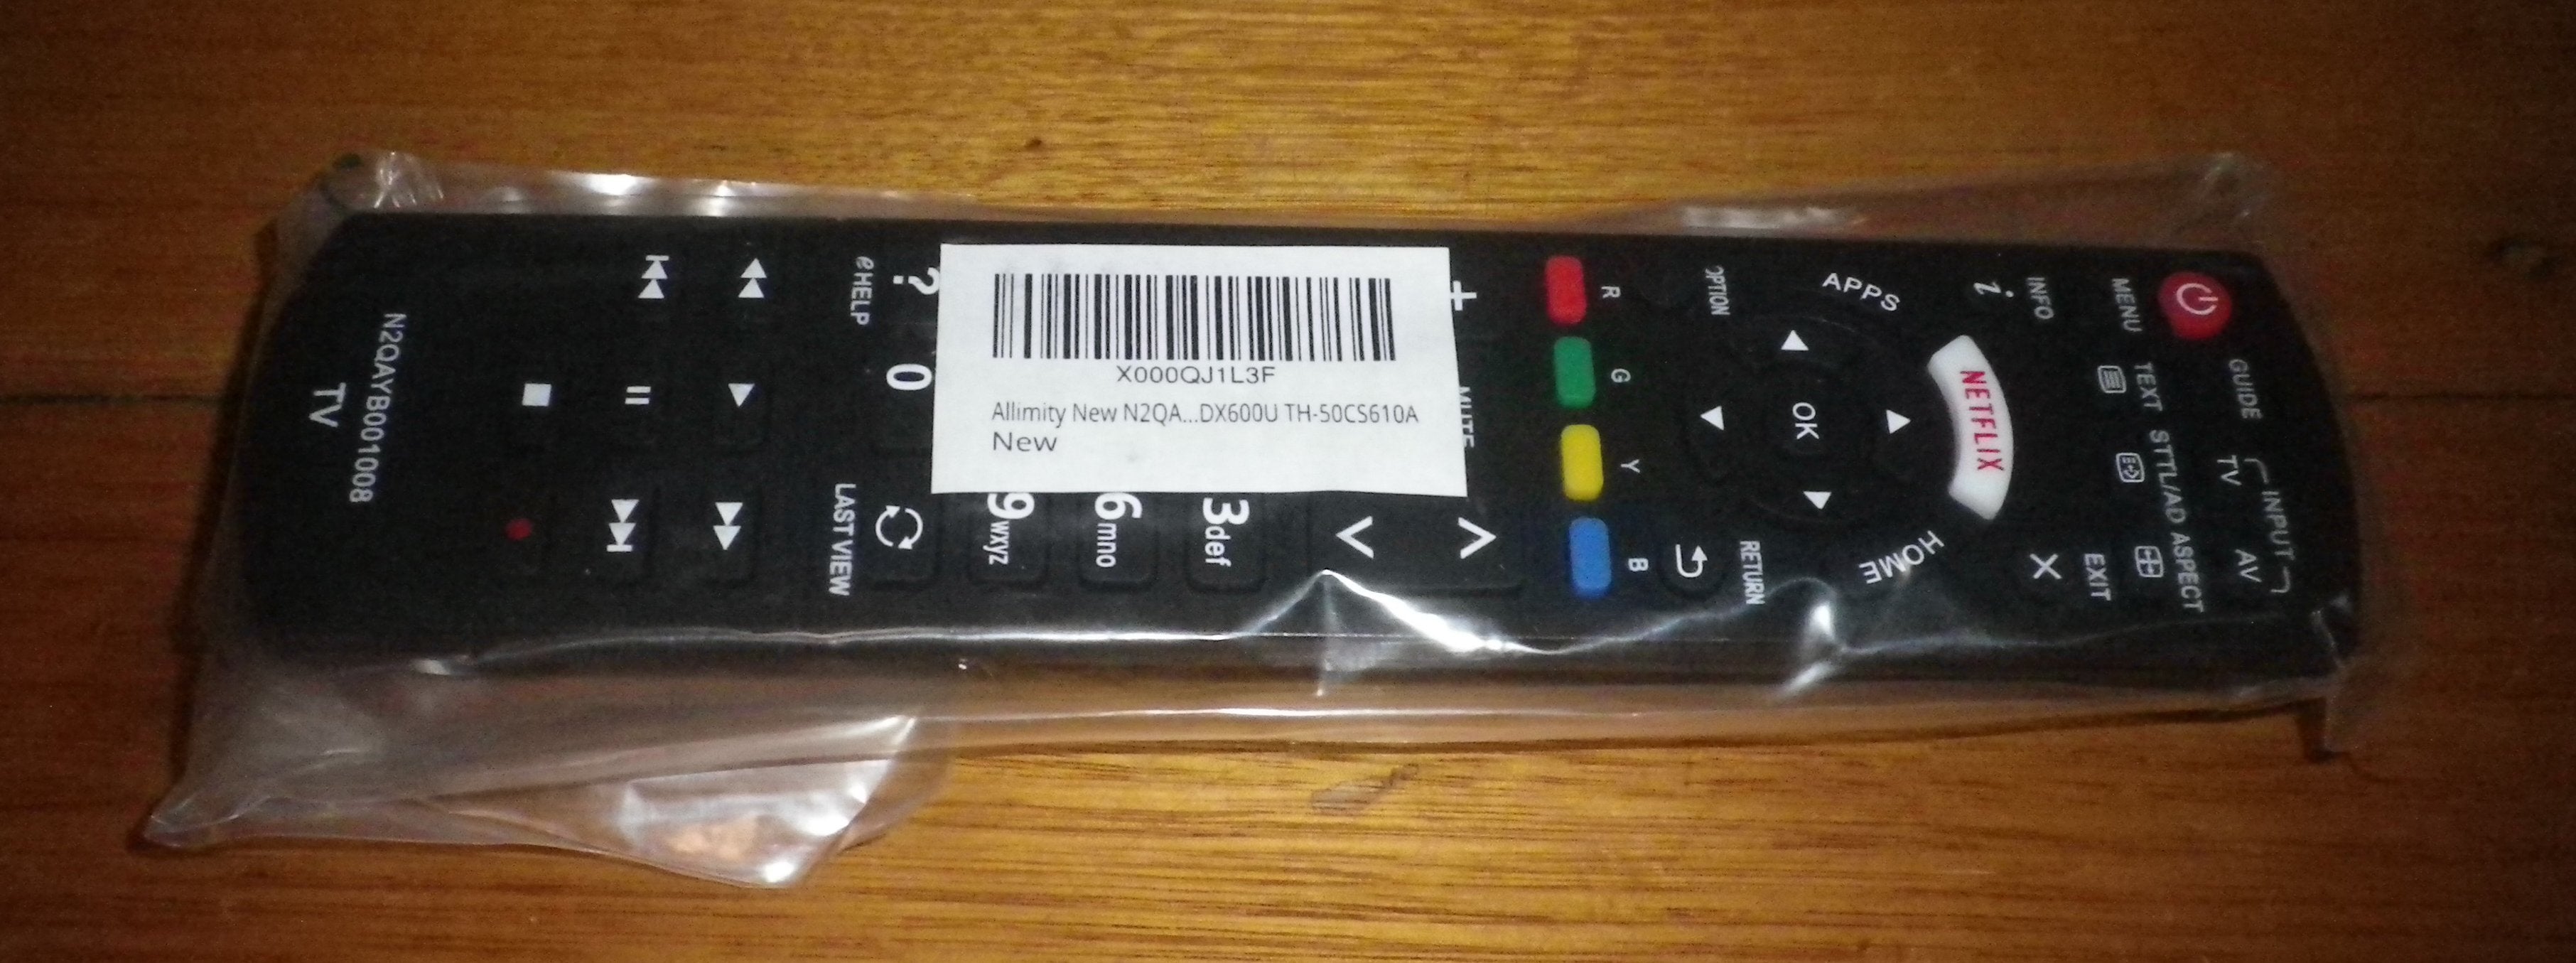 GUIDE
INPUT
TV
AV
MENU
TEXT
STTL/AD
ASPECT
INFO
i
EXIT
NETFLIX
APPS
HOME
OK
OPTION
RETURN
R
G
Y
B
+
MUTE
X000QJ1L3F
Allimity New N2QA...DX600U TH-50CS610A
New
3def
6mno
9wxyz
?
0
eHELP
LAST VIEW
N2QAYB001008
TV